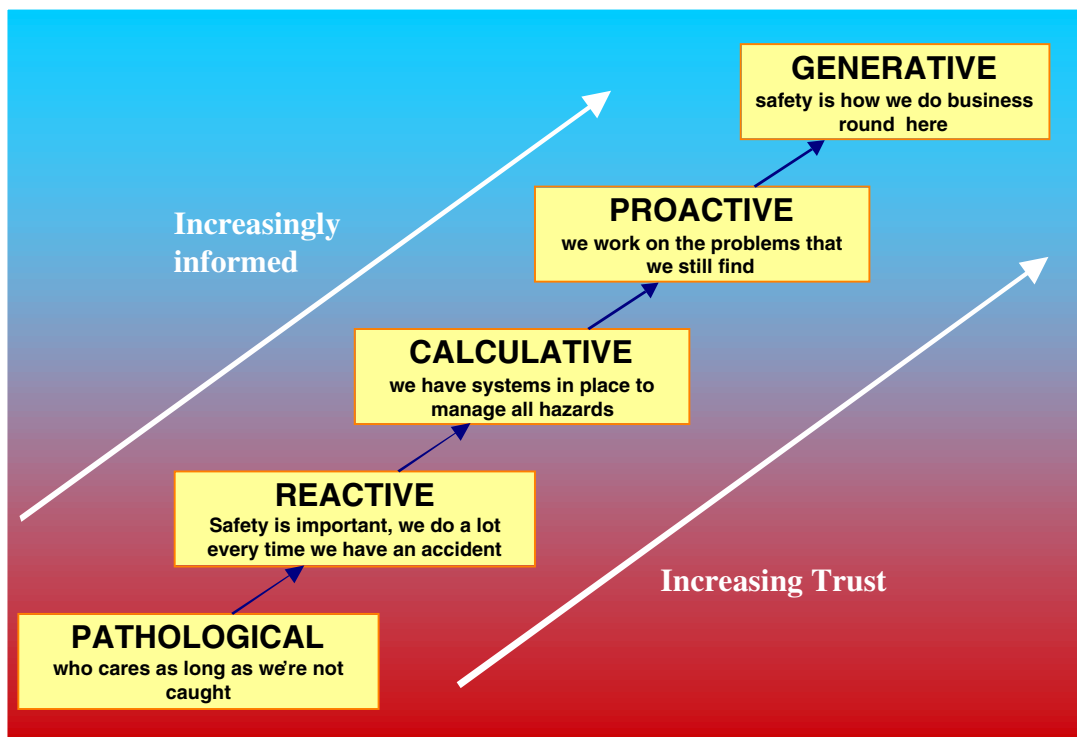 GENERATIVE
safety is how we do business
round here
PROACTIVE
we work on the problems that
we still find
Increasingly
informed
CALCULATIVE
we have systems in place to
manage all hazards
REACTIVE
Safety is important, we do a lot
every time we have an accident
Increasing Trust
PATHOLOGICAL
who cares as long as we're not
caught